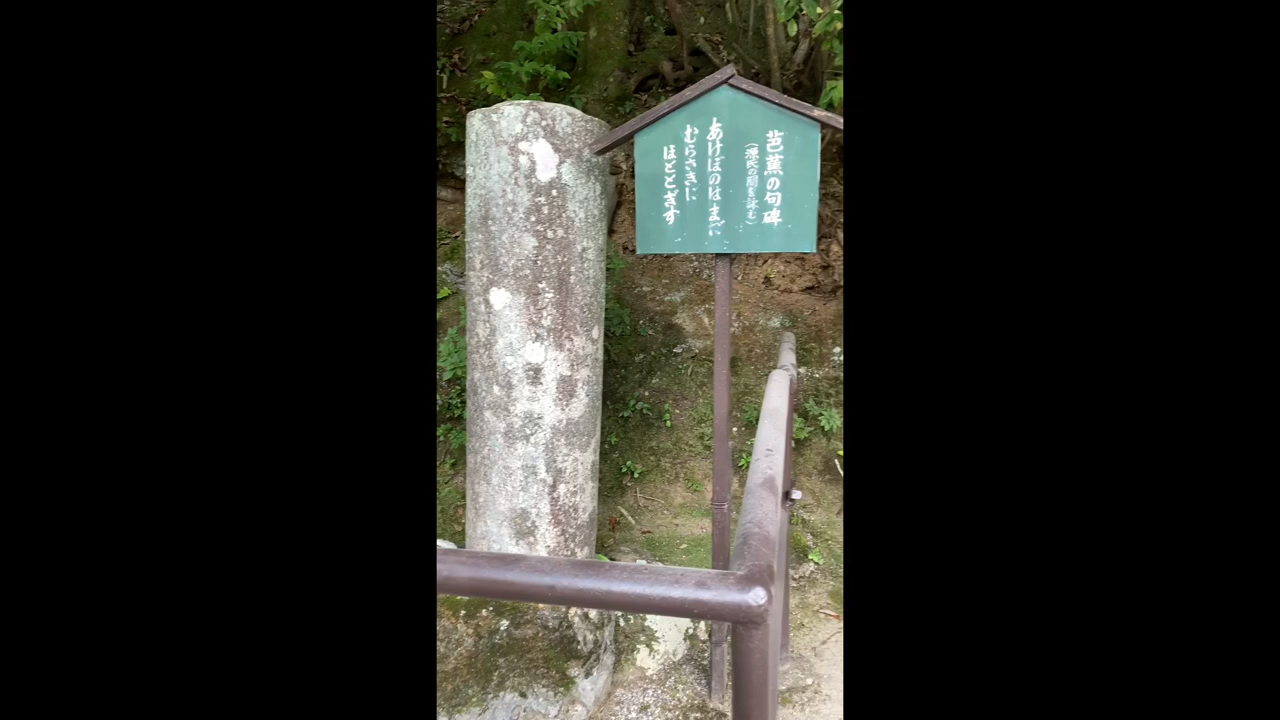 芭蕉の句碑
(源氏の間を詠む)
あけぼのはまだ
むらさきに
ほととぎす